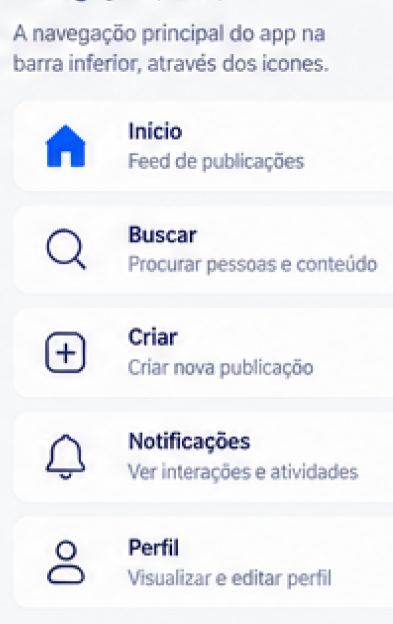 A navegação principal do app na
barra inferior, através dos icones.
Início
Feed de publicações
Buscar
Procurar pessoas e conteúdo
Criar
Criar nova publicação
Notificações
Ver interações e atividades
Perfil
Visualizar e editar perfil